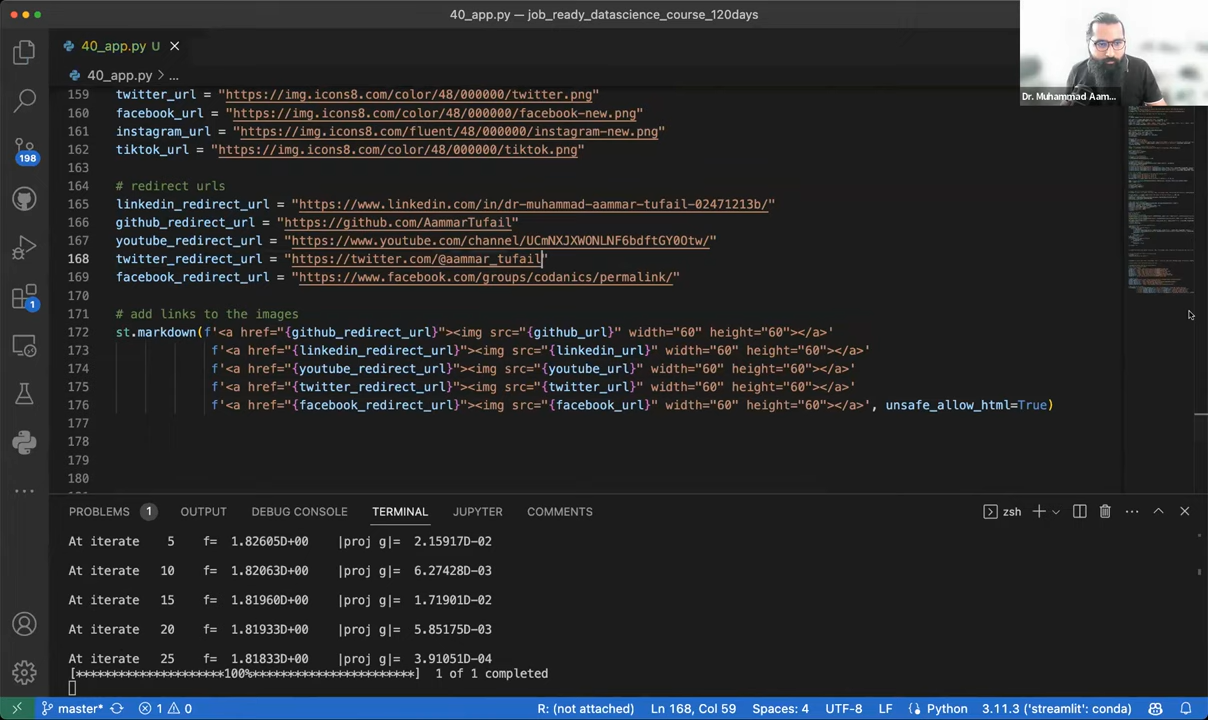 40_app.py — job_ready_datascience_course_120days
40_app.py U
40_app.py > ...
Dr. Muhammad Aam...
159 twitter_url = "https://img.icons8.com/color/48/000000/twitter.png"
160 facebook_url = "https://img.icons8.com/color/48/000000/facebook-new.png
161 instagram_url = "https://img.icons8.com/fluent/48/000000/instagram-new.png"
162 tiktok_url = "https://img.icons8.com/color/48/000000/tiktok.png"
163
164 # redirect urls
165 linkedin_redirect_url = "https://www.linkedin.com/in/dr-muhammad-aammar-tufail-02471213b/"
166 github_redirect_url = "https://github.com/AammarTufail"
167 youtube_redirect_url = "https://www.youtube.com/channel/UCmNXJXWONLNF6bdftGY0Otw/"
168 twitter_redirect_url = "https://twitter.com/@aammar_tufail"
169 facebook_redirect_url = "https://www.facebook.com/groups/codanics/permalink/"
170
171 # add links to the images
172 st.markdown(f'<a href="{github_redirect_url}"><img src="{github_url}" width="60" height="60"></a>'
173 f'<a href="{linkedin_redirect_url}"><img src="{linkedin_url}" width="60" height="60"></a>'
174 f'<a href="{youtube_redirect_url}"><img src="{youtube_url}" width="60" height="60"></a>'
175 f'<a href="{twitter_redirect_url}"><img src="{twitter_url}" width="60" height="60"></a>'
176 f'<a href="{facebook_redirect_url}"><img src="{facebook_url}" width="60" height="60"></a>', unsafe_allow_html=True)
177
178
179
180
198
1
PROBLEMS 1 OUTPUT DEBUG CONSOLE TERMINAL JUPYTER COMMENTS zsh
At iterate 5 f= 1.82605D+00 |proj g|= 2.15917D-02
At iterate 10 f= 1.82063D+00 |proj g|= 6.27428D-03
At iterate 15 f= 1.81960D+00 |proj g|= 1.71901D-02
At iterate 20 f= 1.81933D+00 |proj g|= 5.85175D-03
At iterate 25 f= 1.81833D+00 |proj g|= 3.91051D-04
[*********************100%***********************] 1 of 1 completed
master* 1 0 R: (not attached) Ln 168, Col 59 Spaces: 4 UTF-8 LF Python 3.11.3 ('streamlit': conda)